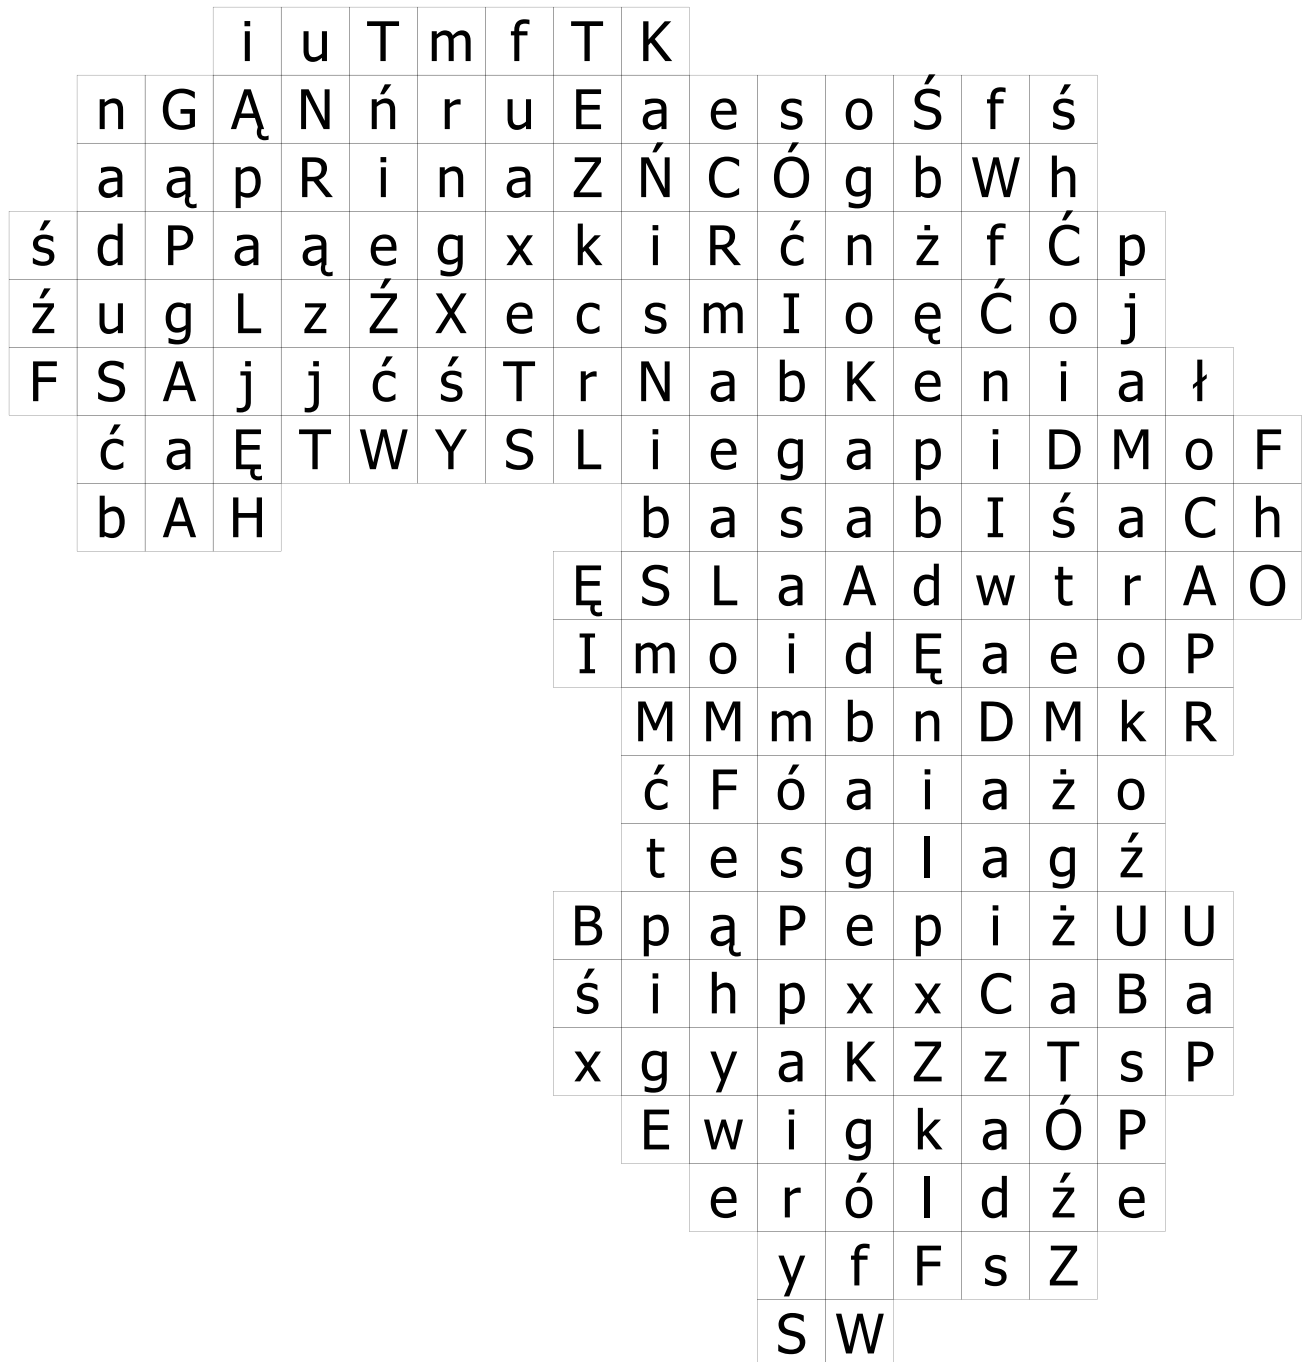 i u T m f T K
n G Ą N ń r u E a e s o Ś f ś
a ą p R i n a Z Ń C Ó g b W h
ś d P a ą e g x k i R ć n ż f Ć p
ź u g L z Ź X e c s m I o ę Ć o j
F S A j j ć ś T r N a b K e n i a ł
ć a Ę T W Y S L i e g a p i D M o F
b A H b a s a b I ś a C h
Ę S L a A d w t r A O
I m o i d Ę a e o P
M M m b n D M k R
ć F ó a i a ż o
t e s g l a g ź
B p ą P e p i ż U U
ś i h p x x C a B a
x g y a K Z z T s P
E w i g k a Ó P
e r ó l d ź e
y f F s Z
S W